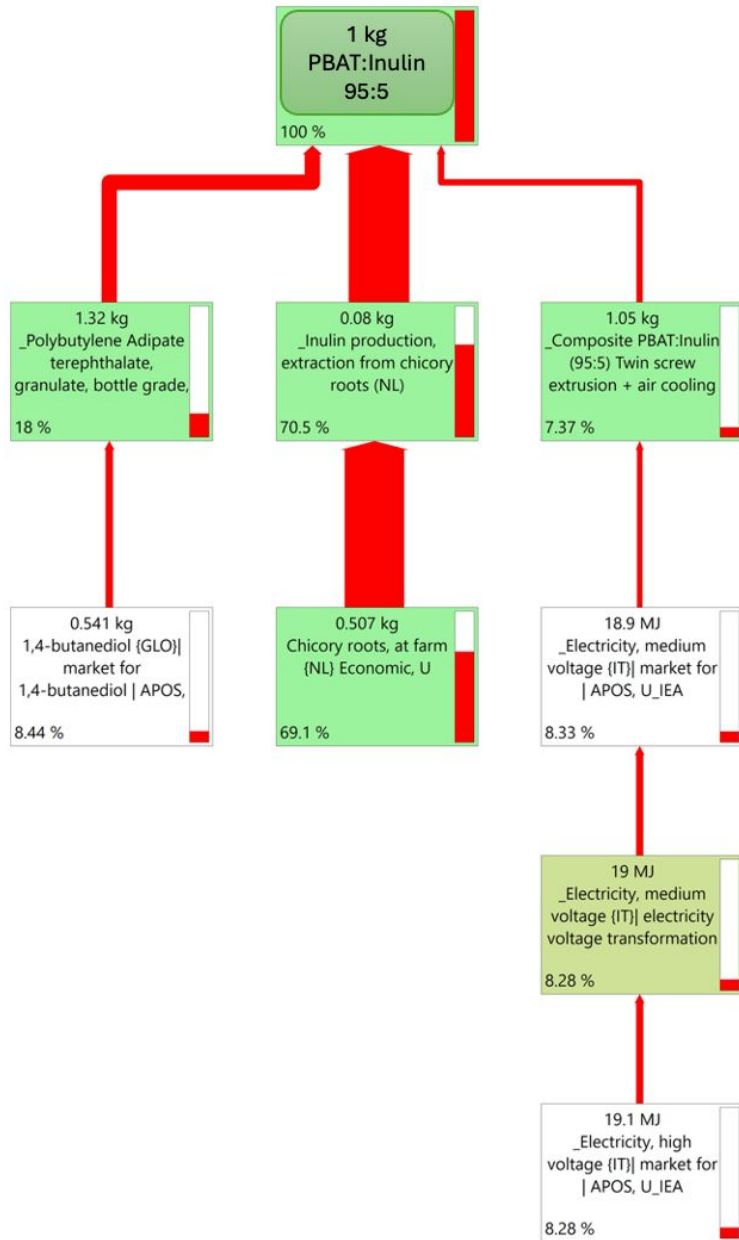 1 kg
PBAT:Inulin
95:5
100 %
1.32 kg
_Polybutylene Adipate
terephthalate,
granulate, bottle grade,
18 %
0.08 kg
_Inulin production,
extraction from chicory
roots (NL)
70.5 %
1.05 kg
_Composite PBAT:Inulin
(95:5) Twin screw
extrusion + air cooling
7.37 %
0.541 kg
1,4-butanediol {GLO}|
market for
1,4-butanediol | APOS,
8.44 %
0.507 kg
Chicory roots, at farm
{NL} Economic, U
69.1 %
18.9 MJ
_Electricity, medium
voltage {IT}| market for
| APOS, U_IEA
8.33 %
19 MJ
_Electricity, medium
voltage {IT}| electricity
voltage transformation
8.28 %
19.1 MJ
_Electricity, high
voltage {IT}| market for
| APOS, U_IEA
8.28 %